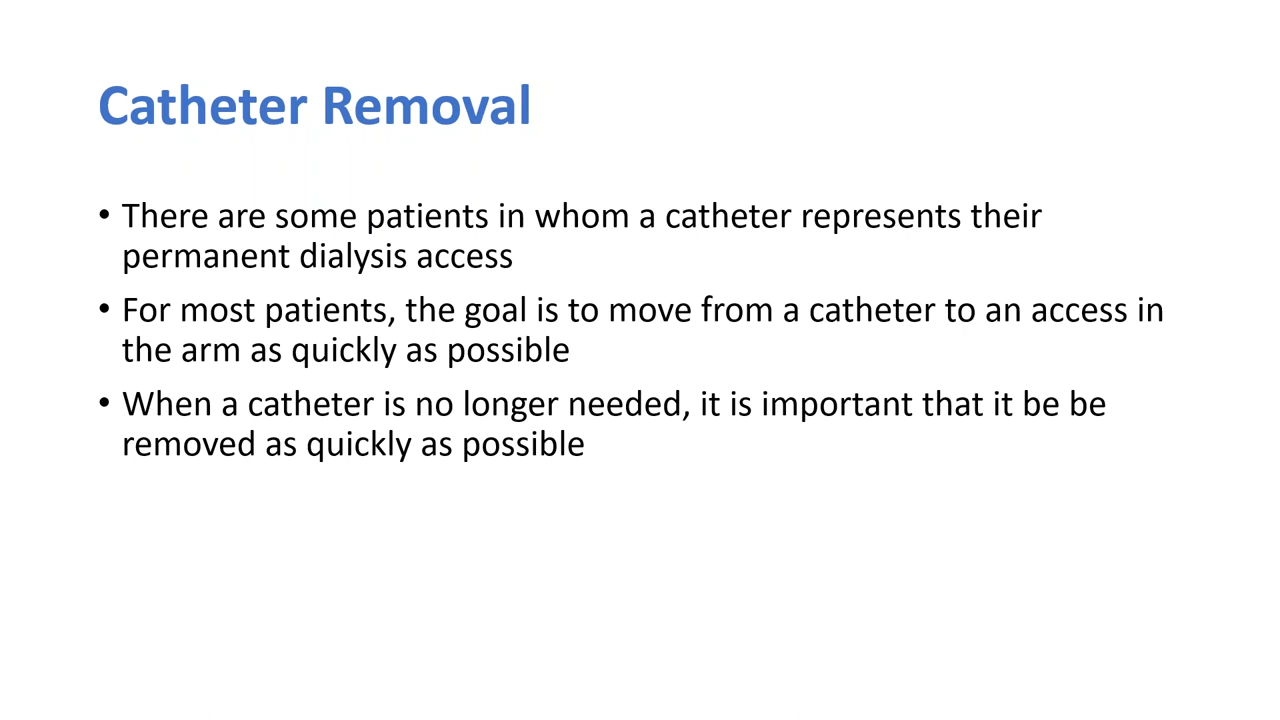 Catheter Removal
• There are some patients in whom a catheter represents their
permanent dialysis access
• For most patients, the goal is to move from a catheter to an access in
the arm as quickly as possible
• When a catheter is no longer needed, it is important that it be be
removed as quickly as possible